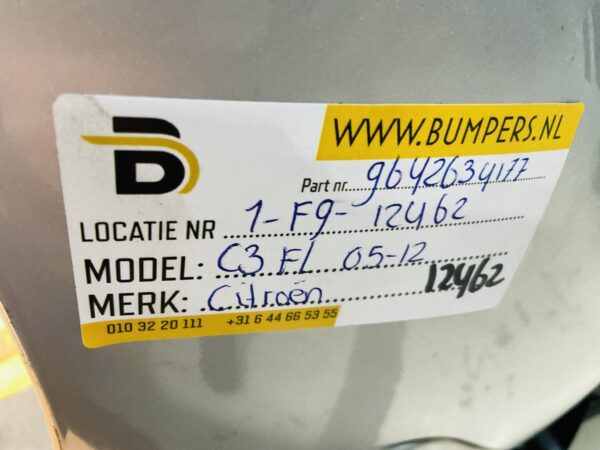 WWW.BUMPERS.NL
Part nr. 9642634177
LOCATIE NR 1-F9-12462
MODEL: C3 FL 05-12
MERK: Citroën 12462
010 32 20 111 +31 6 44 66 53 55